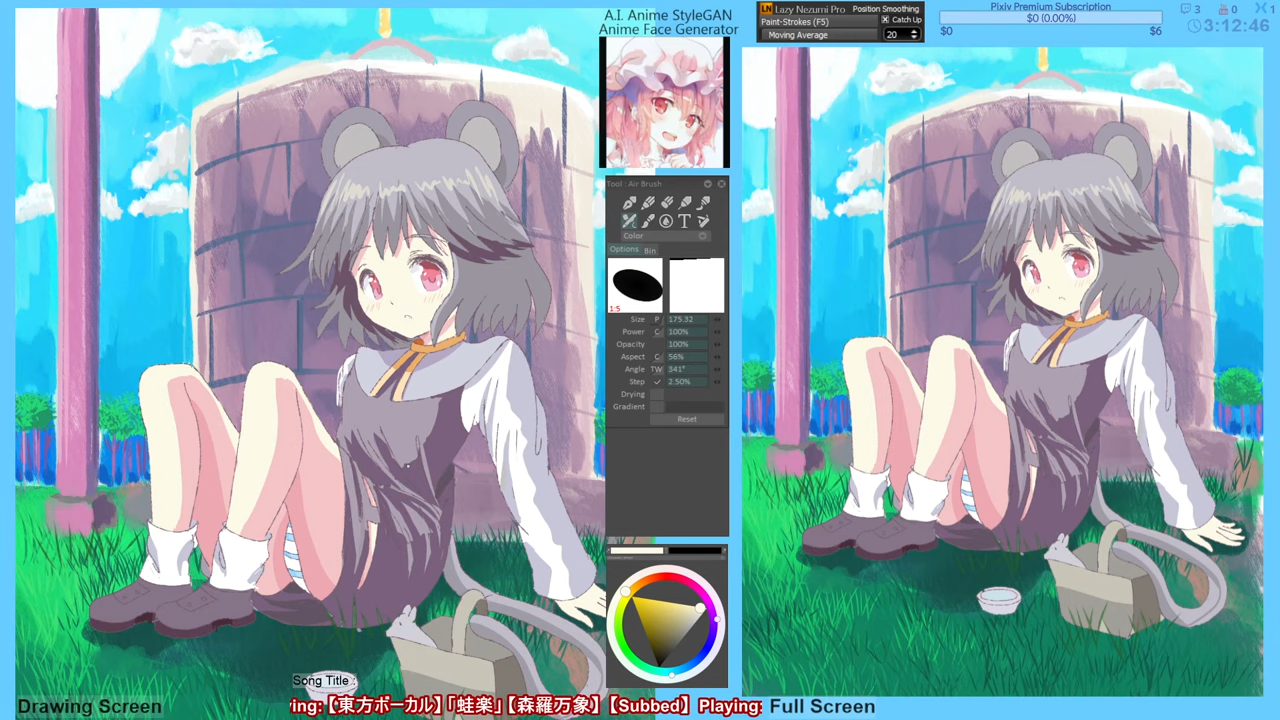 A.I. Anime StyleGAN
Anime Face Generator
LN Lazy Nezumi Pro Position Smoothing
Paint-Strokes (F5) Catch Up
Moving Average 20
Pixiv Premium Subscription
$0 (0.00%)
$0 $6
3 0 1
3:12:46
Tool : Air Brush
T
Color
Options Bin
1:5
Size P 175.32
Power C 100%
Opacity 100%
Aspect C 56%
Angle TW 341°
Step 2.50%
Drying
Gradient
Reset
Song Title :
Drawing Screen
ing: 【東方ボーカル】「蛙楽」【森羅万象】【Subbed】 Playing:
Full Screen